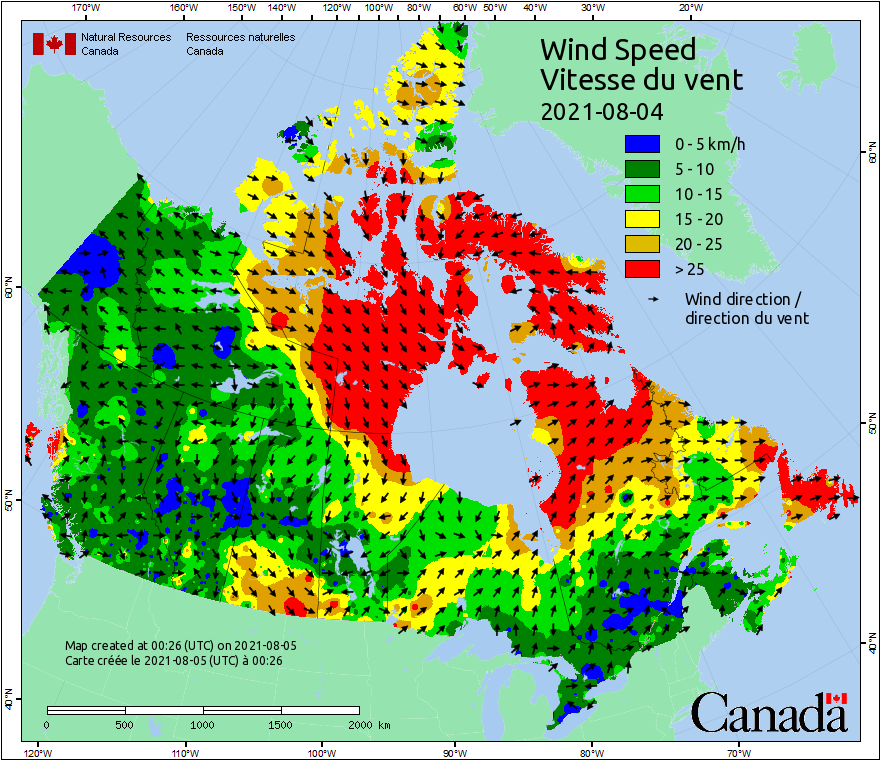 170°W 160°W 150°W 140°W 120°W 100°W 80°W 60°W 50°W 40°W 30°W 20°W
Natural Resources Ressources naturelles
Canada Canada
Wind Speed
Vitesse du vent
2021-08-04
0 - 5 km/h
5 - 10
10 - 15
15 - 20
20 - 25
> 25
Wind direction /
direction du vent
60°N 60°N
50°N 50°N
40°N 40°N
Map created at 00:26 (UTC) on 2021-08-05
Carte créée le 2021-08-05 (UTC) à 00:26
0 500 1000 1500 2000 km
Canada
120°W 110°W 100°W 90°W 80°W 70°W